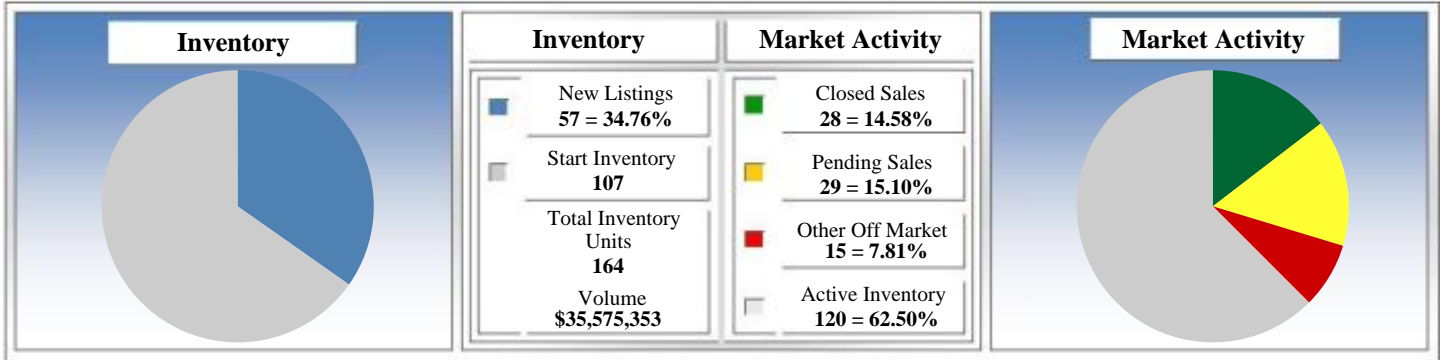 Inventory
Inventory
New Listings
57 = 34.76%
Start Inventory
107
Total Inventory
Units
164
Volume
$35,575,353
Market Activity
Closed Sales
28 = 14.58%
Pending Sales
29 = 15.10%
Other Off Market
15 = 7.81%
Active Inventory
120 = 62.50%
Market Activity